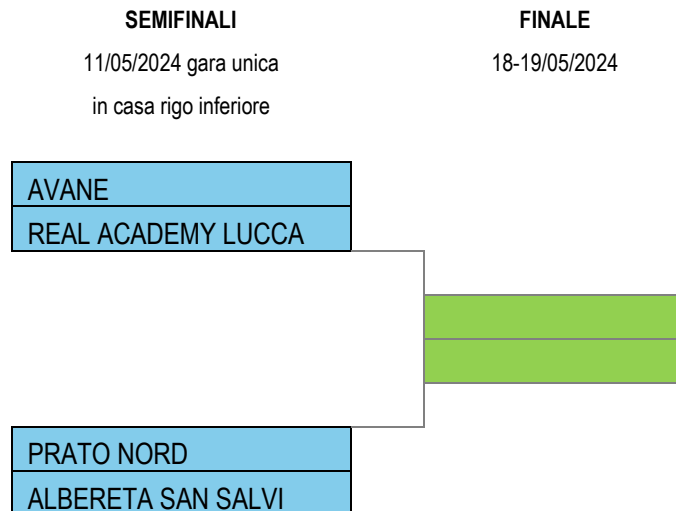 SEMIFINALI
11/05/2024 gara unica
in casa rigo inferiore
FINALE
18-19/05/2024
AVANE
REAL ACADEMY LUCCA
PRATO NORD
ALBERETA SAN SALVI